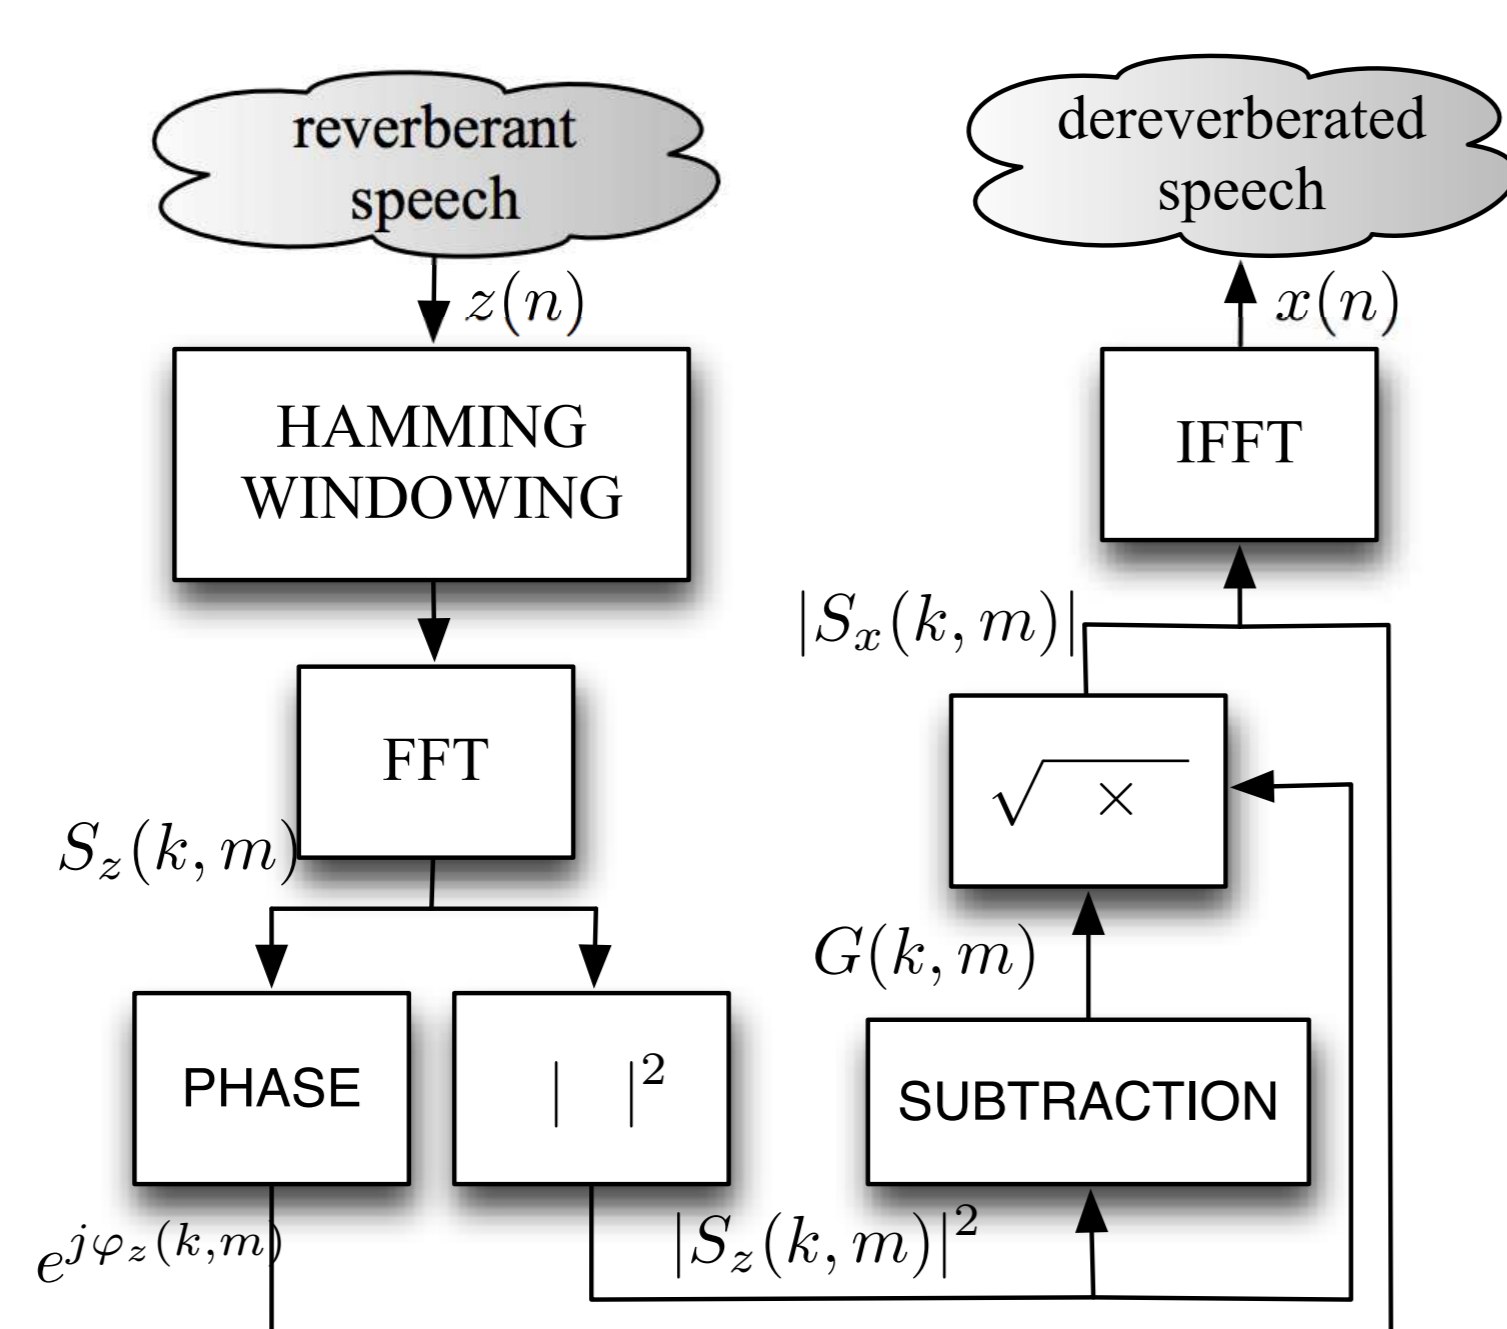 reverberant
speech
z(n)
HAMMING
WINDOWING
FFT
S_z(k, m)
PHASE
| |^2
e^{jφ_z(k,m)}
|S_z(k, m)|^2
SUBTRACTION
G(k, m)
√ ×
|S_x(k, m)|
IFFT
x(n)
dereverberated
speech